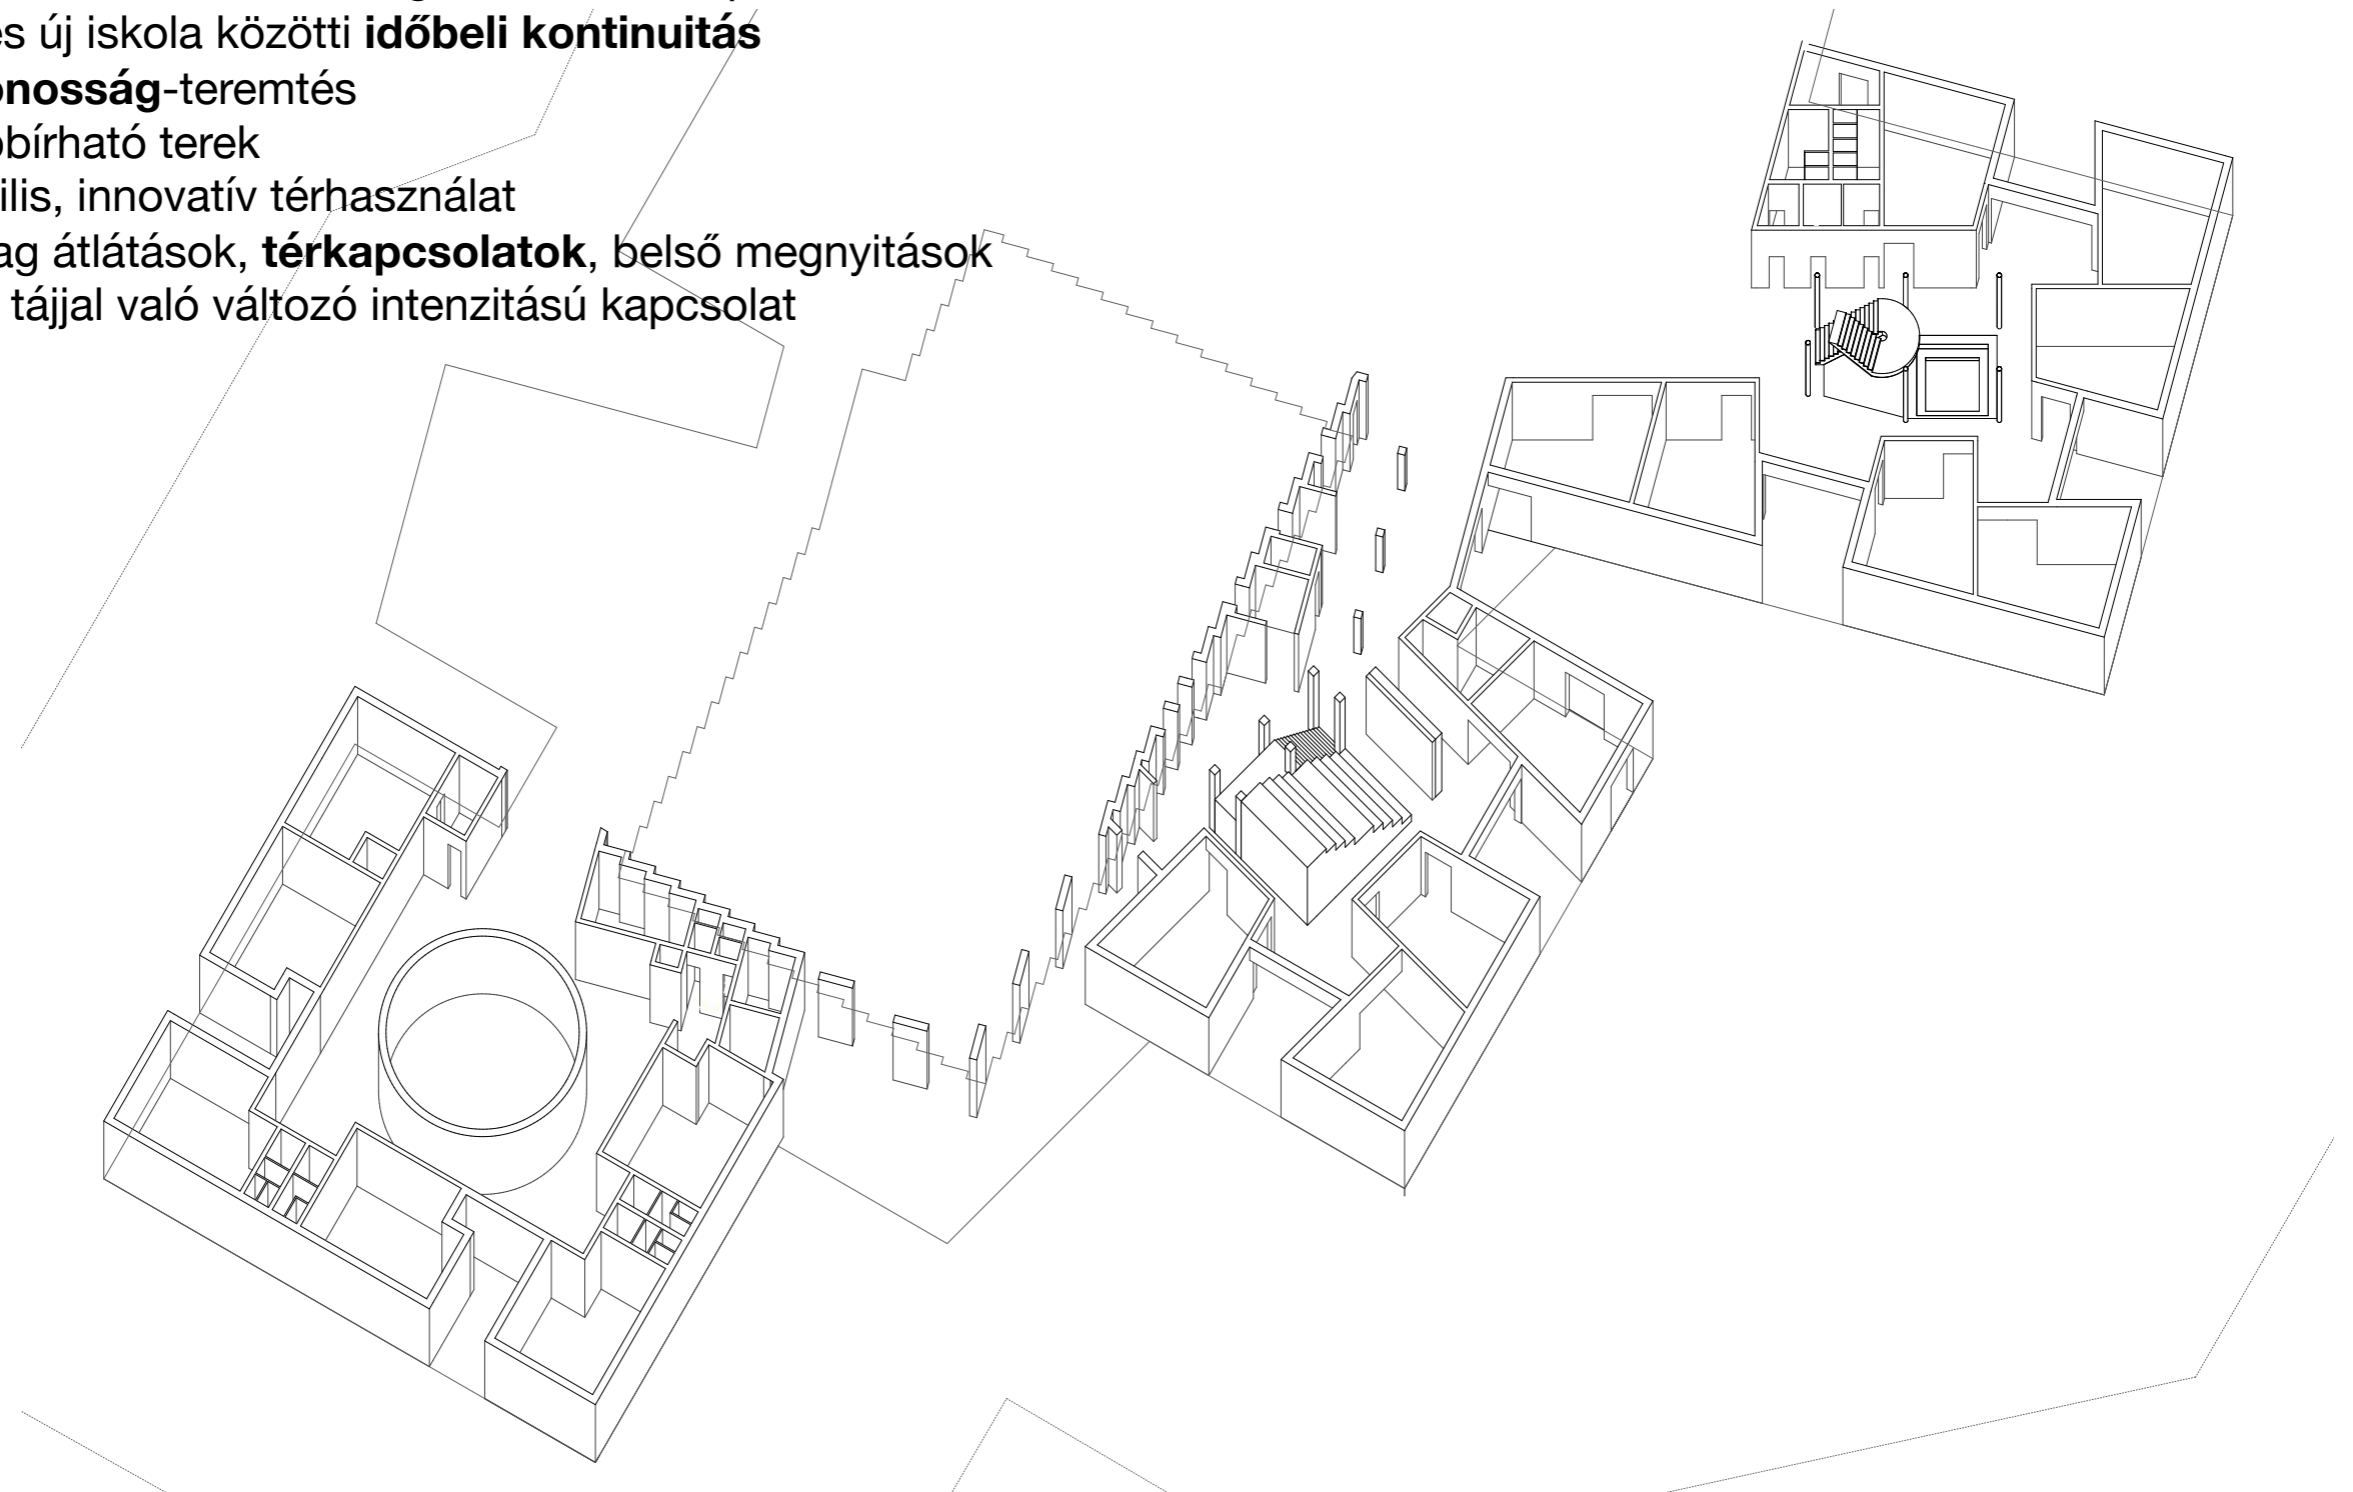 és új iskola közötti időbeli kontinuitás
onosság-teremtés
obírható terek
ilis, innovatív térhasználat
ag átlátások, térkapcsolatok, belső megnyitások
tájjal való változó intenzitású kapcsolat